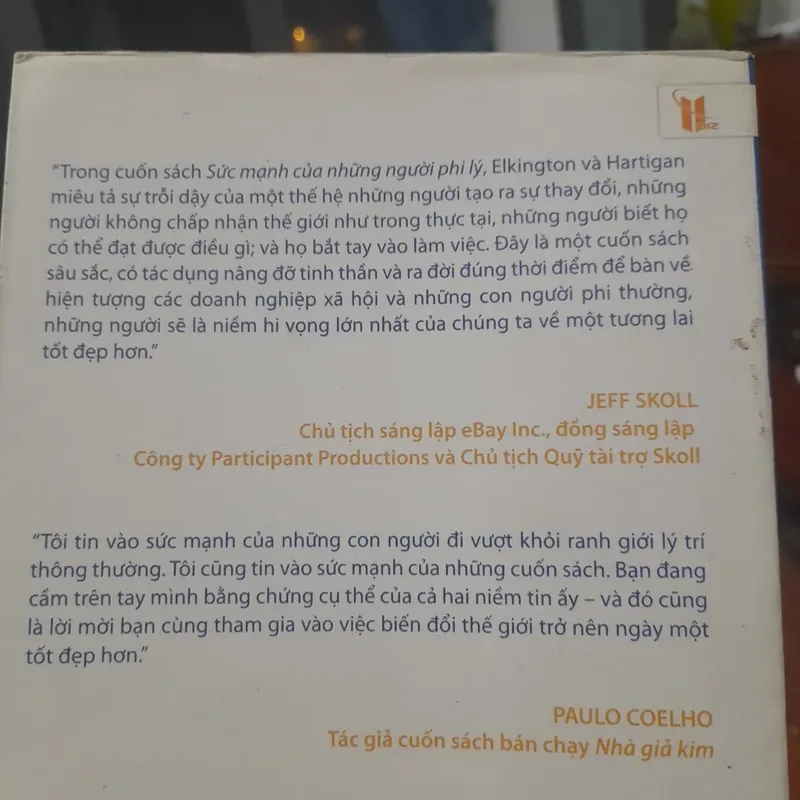 H
BIZ
“Trong cuốn sách Sức mạnh của những người phi lý, Elkington và Hartigan
miêu tả sự trỗi dậy của một thế hệ những người tạo ra sự thay đổi, những
người không chấp nhận thế giới như trong thực tại, những người biết họ
có thể đạt được điều gì; và họ bắt tay vào làm việc. Đây là một cuốn sách
sâu sắc, có tác dụng nâng đỡ tinh thần và ra đời đúng thời điểm để bàn về
hiện tượng các doanh nghiệp xã hội và những con người phi thường,
những người sẽ là niềm hi vọng lớn nhất của chúng ta về một tương lai
tốt đẹp hơn.”
JEFF SKOLL
Chủ tịch sáng lập eBay Inc., đồng sáng lập
Công ty Participant Productions và Chủ tịch Quỹ tài trợ Skoll
“Tôi tin vào sức mạnh của những con người đi vượt khỏi ranh giới lý trí
thông thường. Tôi cũng tin vào sức mạnh của những cuốn sách. Bạn đang
cầm trên tay mình bằng chứng cụ thể của cả hai niềm tin ấy – và đó cũng
là lời mời bạn cùng tham gia vào việc biến đổi thế giới trở nên ngày một
tốt đẹp hơn.”
PAULO COELHO
Tác giả cuốn sách bán chạy Nhà giả kim